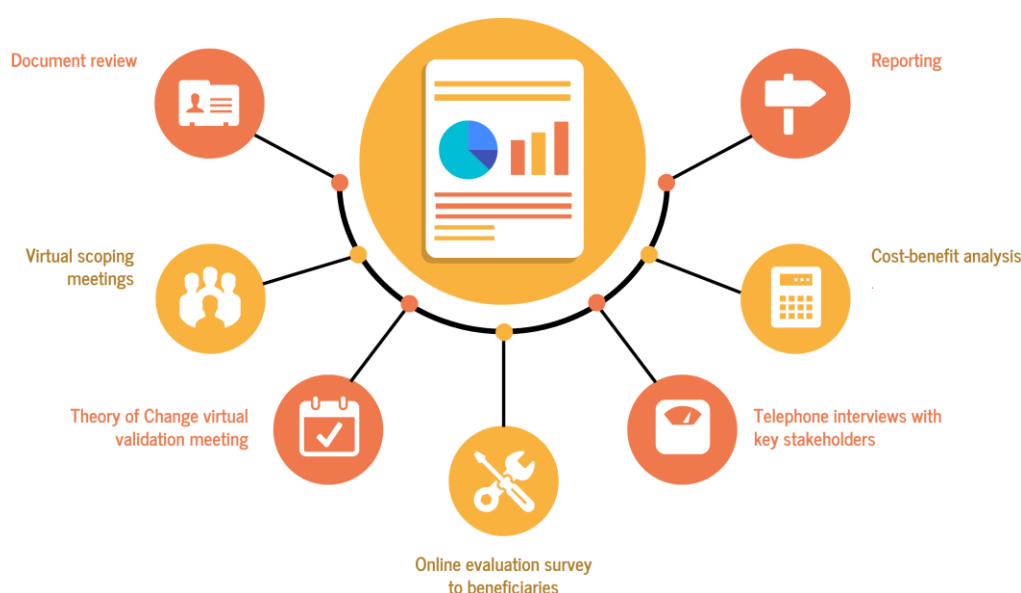 Document review
Virtual scoping
meetings
Theory of Change virtual
validation meeting
Online evaluation survey
to beneficiaries
Telephone interviews with
key stakeholders
Cost-benefit analysis
.
Reporting